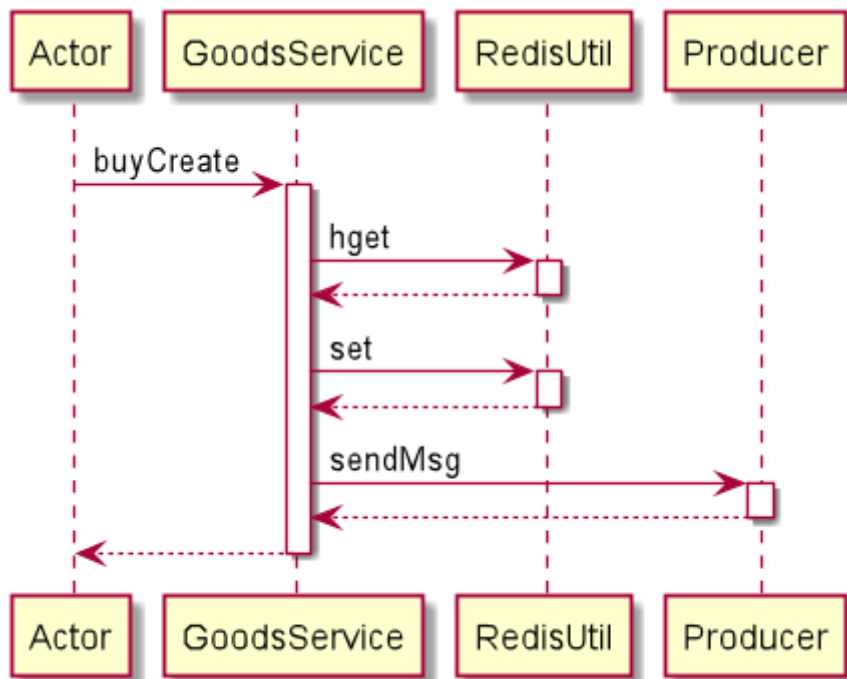 Actor GoodsService RedisUtil Producer
buyCreate
hget
set
sendMsg
Actor GoodsService RedisUtil Producer